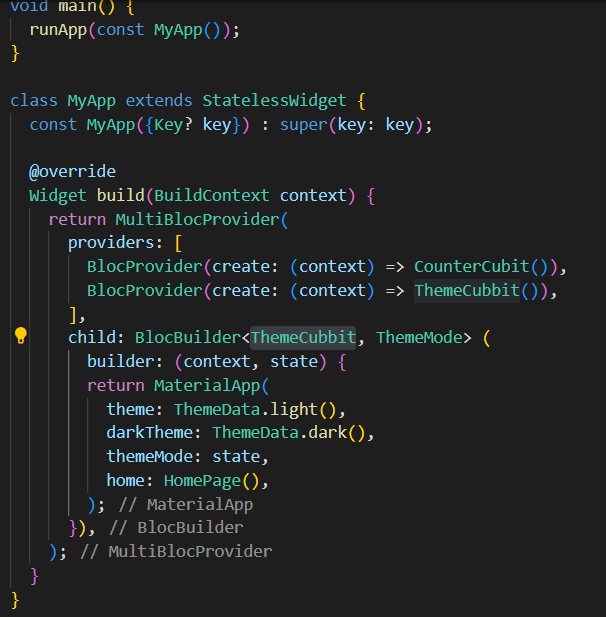 void main() {
  runApp(const MyApp());
}

class MyApp extends StatelessWidget {
  const MyApp({Key? key}) : super(key: key);

  @override
  Widget build(BuildContext context) {
    return MultiBlocProvider(
      providers: [
        BlocProvider(create: (context) => CounterCubit()),
        BlocProvider(create: (context) => ThemeCubbit()),
      ],
      child: BlocBuilder<ThemeCubbit, ThemeMode> (
        builder: (context, state) {
        return MaterialApp(
          theme: ThemeData.light(),
          darkTheme: ThemeData.dark(),
          themeMode: state,
          home: HomePage(),
        ); // MaterialApp
      }), // BlocBuilder
    ); // MultiBlocProvider
  }
}